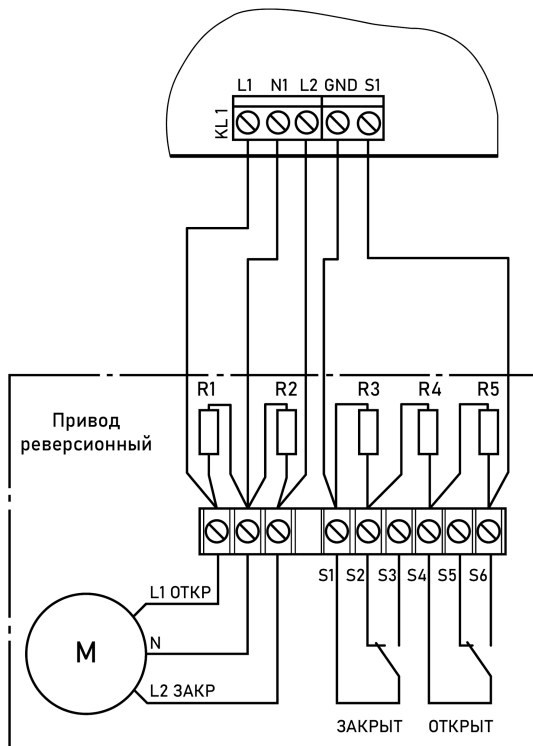 L1 N1 L2 GND S1
KL 1
R1 R2 R3 R4 R5
Привод
реверсионный
S1 S2 S3 S4 S5 S6
L1 ОТКР
M
N
L2 ЗАКР
ЗАКРЫТ ОТКРЫТ